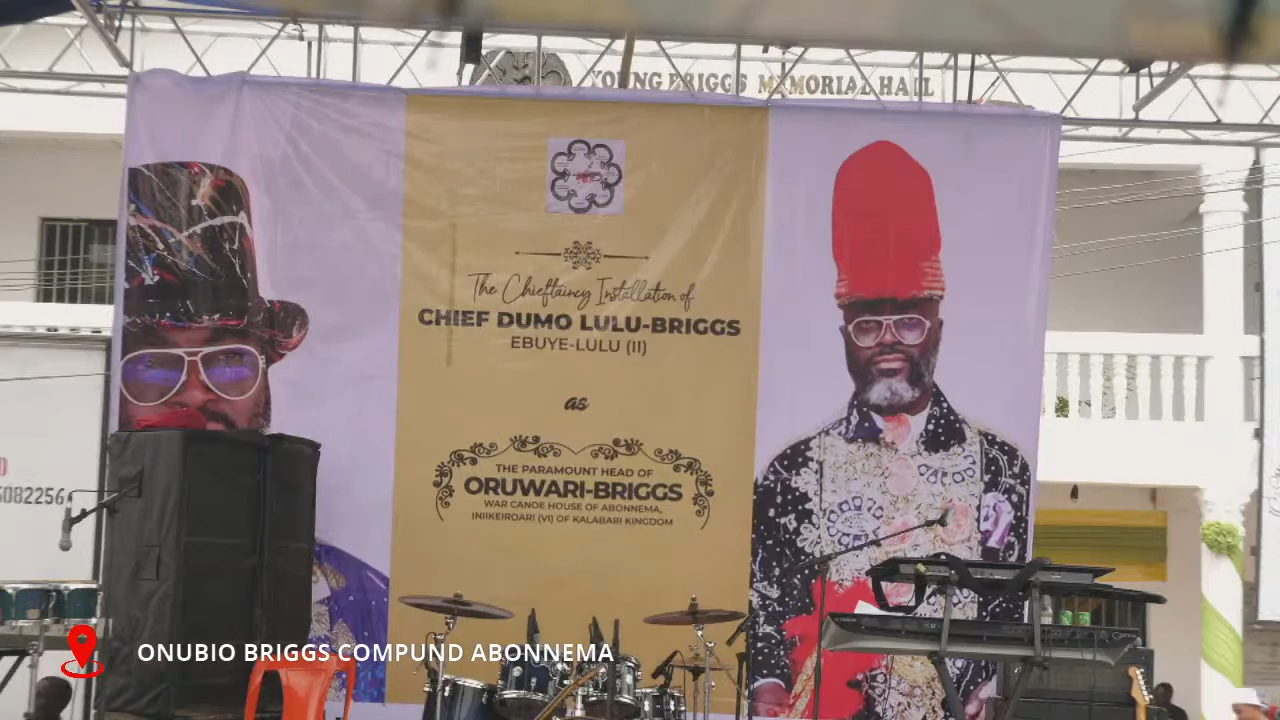 YOUNG BRIGGS MEMORIAL HALL
The Chieftaincy Installation of
CHIEF DUMO LULU-BRIGGS
EBUYE-LULU (II)
as
THE PARAMOUNT HEAD OF
ORUWARI-BRIGGS
WAR CANOE HOUSE OF ABONNEMA,
INIIKEIROARI (VI) OF KALABARI KINGDOM
5082256
ONUBIO BRIGGS COMPUND ABONNEMA